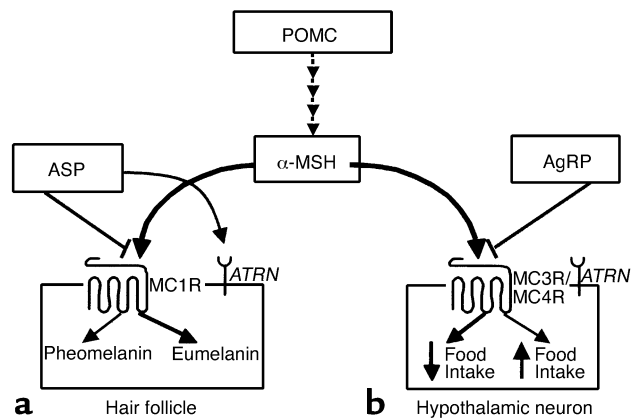 POMC
ASP
α-MSH
AgRP
MC1R
ATRN
MC3R/
MC4R
ATRN
Pheomelanin
Eumelanin
Food
Intake
Food
Intake
a
Hair follicle
b
Hypothalamic neuron